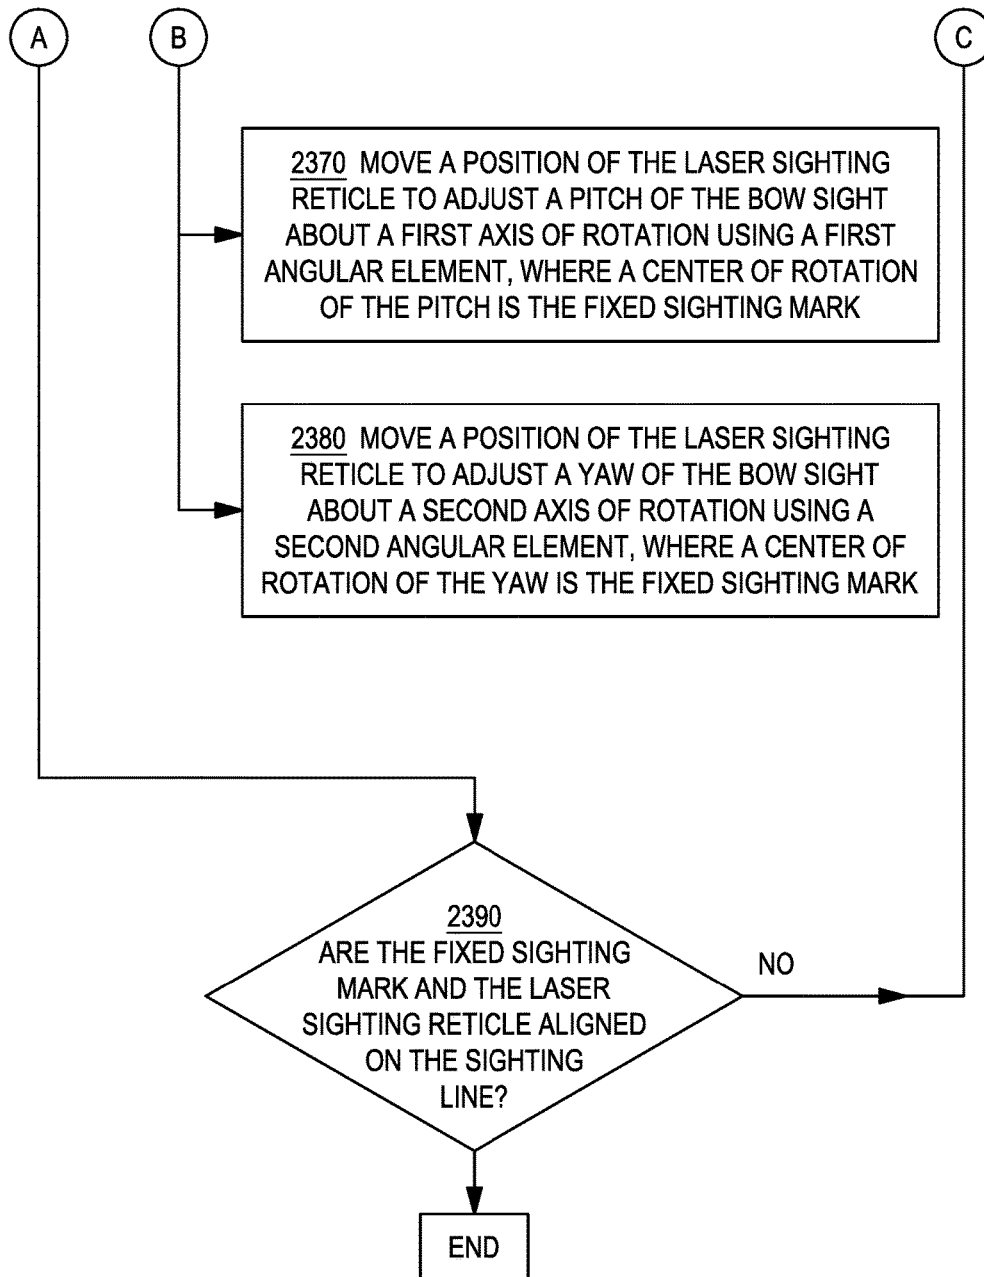 A
B
C
2370 MOVE A POSITION OF THE LASER SIGHTING
RETICLE TO ADJUST A PITCH OF THE BOW SIGHT
ABOUT A FIRST AXIS OF ROTATION USING A FIRST
ANGULAR ELEMENT, WHERE A CENTER OF ROTATION
OF THE PITCH IS THE FIXED SIGHTING MARK
2380 MOVE A POSITION OF THE LASER SIGHTING
RETICLE TO ADJUST A YAW OF THE BOW SIGHT
ABOUT A SECOND AXIS OF ROTATION USING A
SECOND ANGULAR ELEMENT, WHERE A CENTER OF
ROTATION OF THE YAW IS THE FIXED SIGHTING MARK
2390
ARE THE FIXED SIGHTING
MARK AND THE LASER
SIGHTING RETICLE ALIGNED
ON THE SIGHTING
LINE?
NO
END